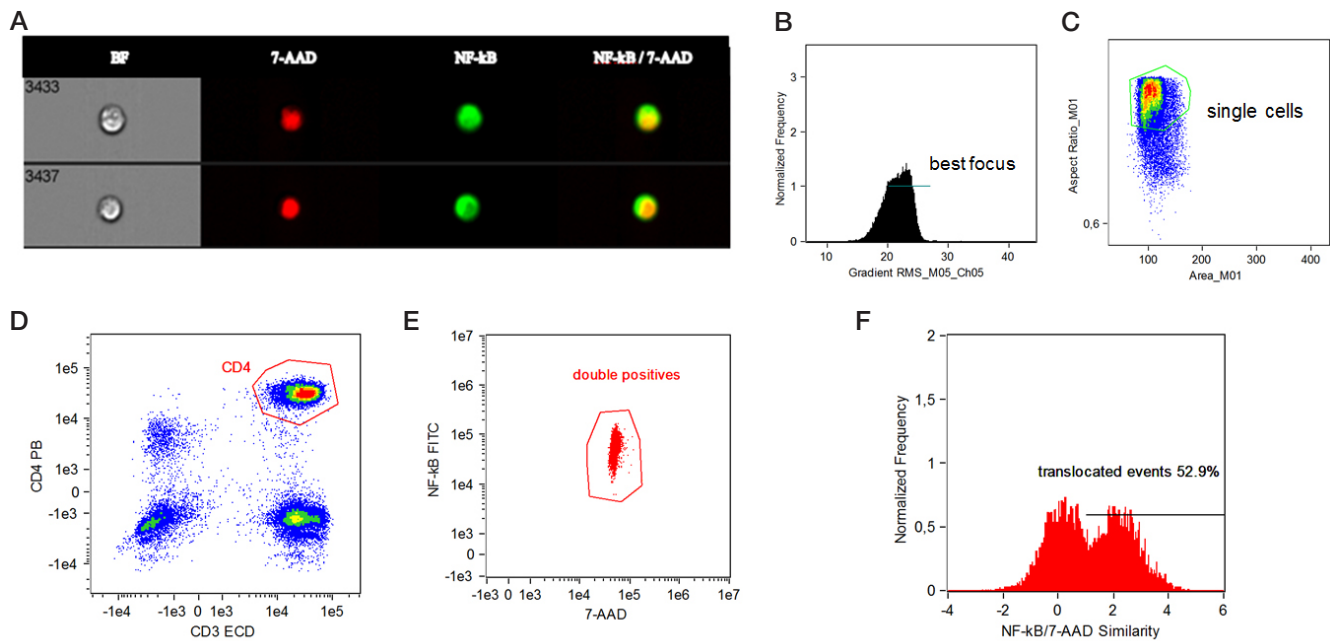 A
BF 7-AAD NF-kB NF-kB / 7-AAD
3433
3437
B
Normalized Frequency
3
2
1
0
best focus
10 20 30 40
Gradient RMS_M05_Ch05
C
Aspect Ratio_M01
0,6
single cells
100 200 300 400
Area_M01
D
CD4 PB
1e5
1e4
1e3
0
-1e3
-1e4
CD4
-1e4 -1e3 0 1e3 1e4 1e5
CD3 ECD
E
NF-kB FITC
1e7
1e6
1e5
1e4
1e3
0
-1e3
double positives
-1e3 0 1e3 1e4 1e5 1e6 1e7
7-AAD
F
Normalized Frequency
2
1,5
1
0,5
0
translocated events 52.9%
-4 -2 0 2 4 6
NF-kB/7-AAD Similarity